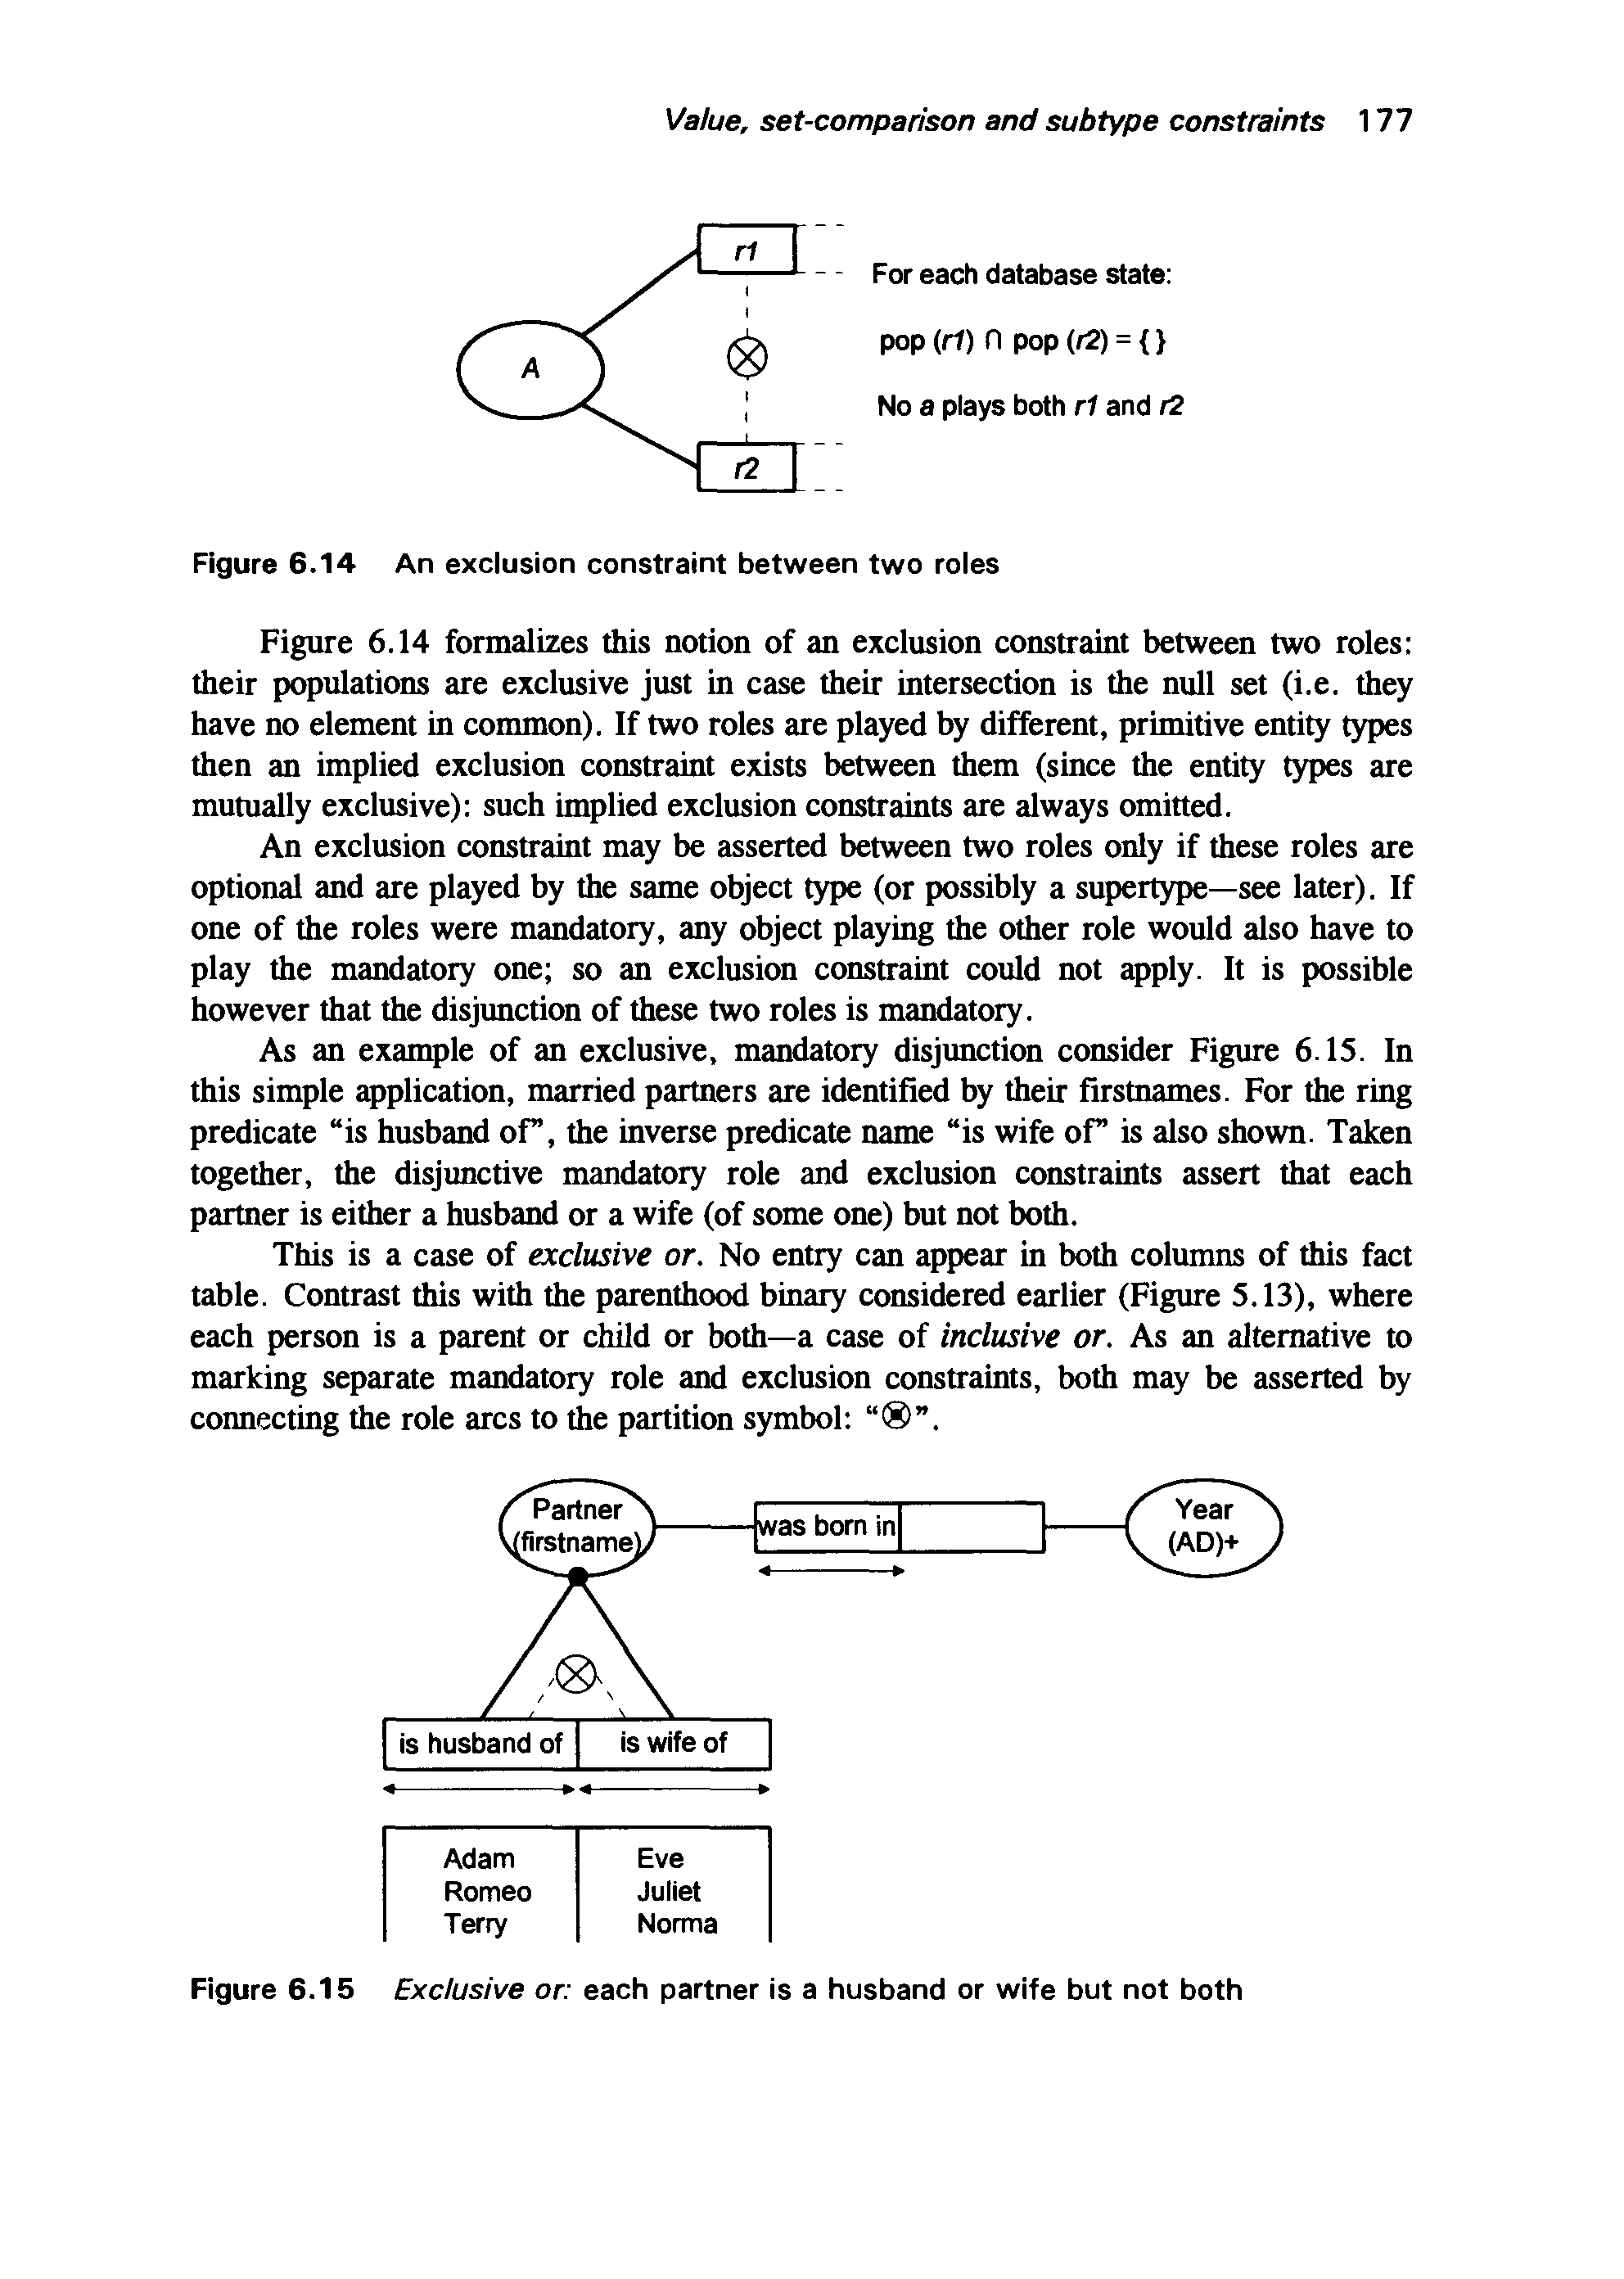 Value, set-comparison and subtype constraints 177
r1
For each database state:
pop (r1) ∩ pop (r2) = { }
A
No a plays both r1 and r2
r2
Figure 6.14 An exclusion constraint between two roles
Figure 6.14 formalizes this notion of an exclusion constraint between two roles:
their populations are exclusive just in case their intersection is the null set (i.e. they
have no element in common). If two roles are played by different, primitive entity types
then an implied exclusion constraint exists between them (since the entity types are
mutually exclusive): such implied exclusion constraints are always omitted.
An exclusion constraint may be asserted between two roles only if these roles are
optional and are played by the same object type (or possibly a supertype—see later). If
one of the roles were mandatory, any object playing the other role would also have to
play the mandatory one; so an exclusion constraint could not apply. It is possible
however that the disjunction of these two roles is mandatory.
As an example of an exclusive, mandatory disjunction consider Figure 6.15. In
this simple application, married partners are identified by their firstnames. For the ring
predicate “is husband of”, the inverse predicate name “is wife of” is also shown. Taken
together, the disjunctive mandatory role and exclusion constraints assert that each
partner is either a husband or a wife (of some one) but not both.
This is a case of exclusive or. No entry can appear in both columns of this fact
table. Contrast this with the parenthood binary considered earlier (Figure 5.13), where
each person is a parent or child or both—a case of inclusive or. As an alternative to
marking separate mandatory role and exclusion constraints, both may be asserted by
connecting the role arcs to the partition symbol: “⊗”.
Partner
(firstname)
was born in
Year
(AD)+
is husband of
is wife of
Adam Eve
Romeo Juliet
Terry Norma
Figure 6.15 Exclusive or: each partner is a husband or wife but not both